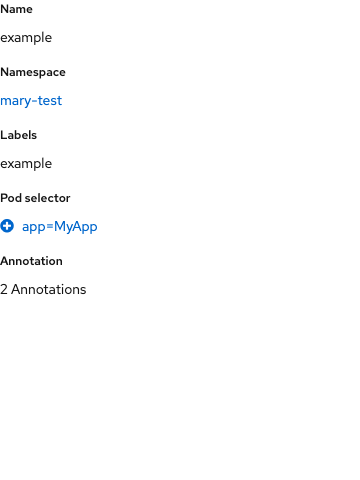 Name
example
Namespace
mary-test
Labels
example
Pod selector
app=MyApp
Annotation
2 Annotations